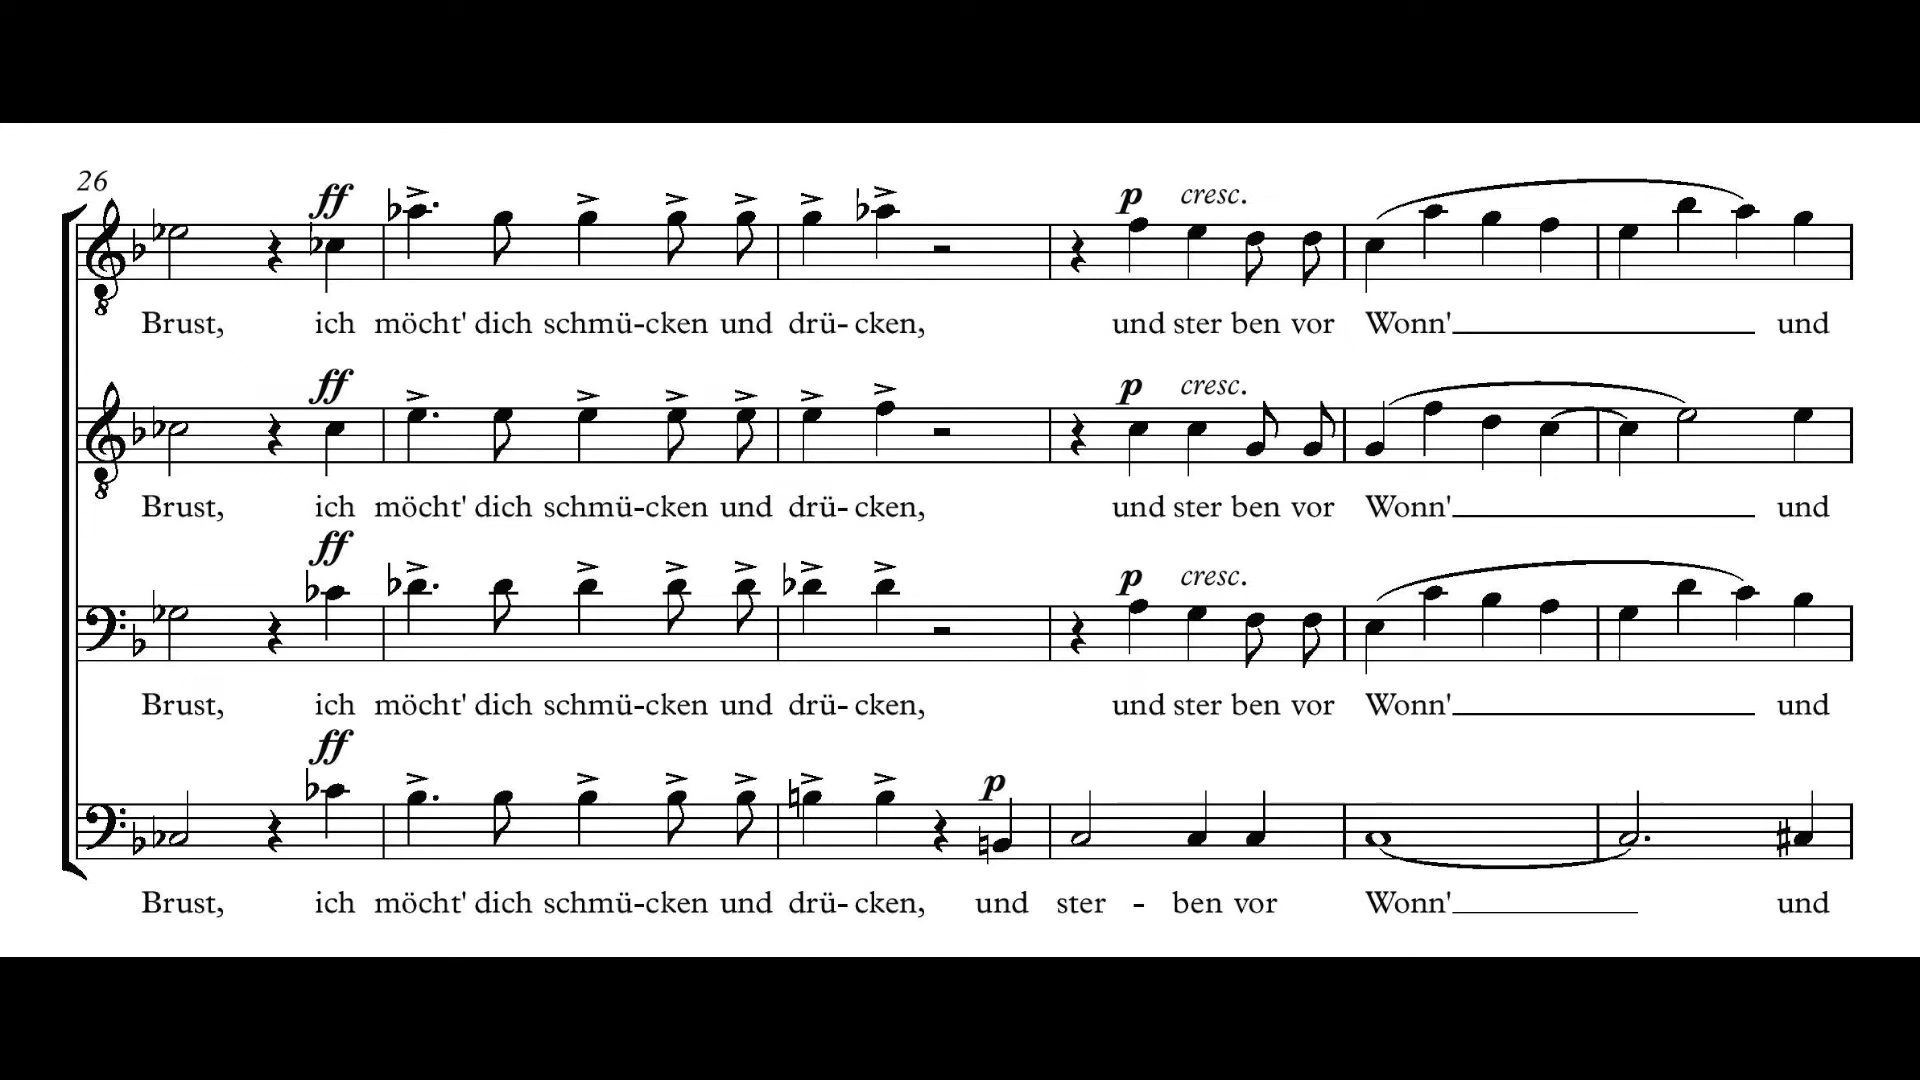 26
ff
Brust, ich möcht' dich schmü-cken und drü-cken,
p cresc.
und ster ben vor Wonn' und
ff
p cresc.
Brust, ich möcht' dich schmü-cken und drü-cken, und ster ben vor Wonn' und
ff
p cresc.
Brust, ich möcht' dich schmü-cken und drü-cken, und ster ben vor Wonn' und
ff
p
Brust, ich möcht' dich schmü-cken und drü-cken, und ster - ben vor Wonn' und